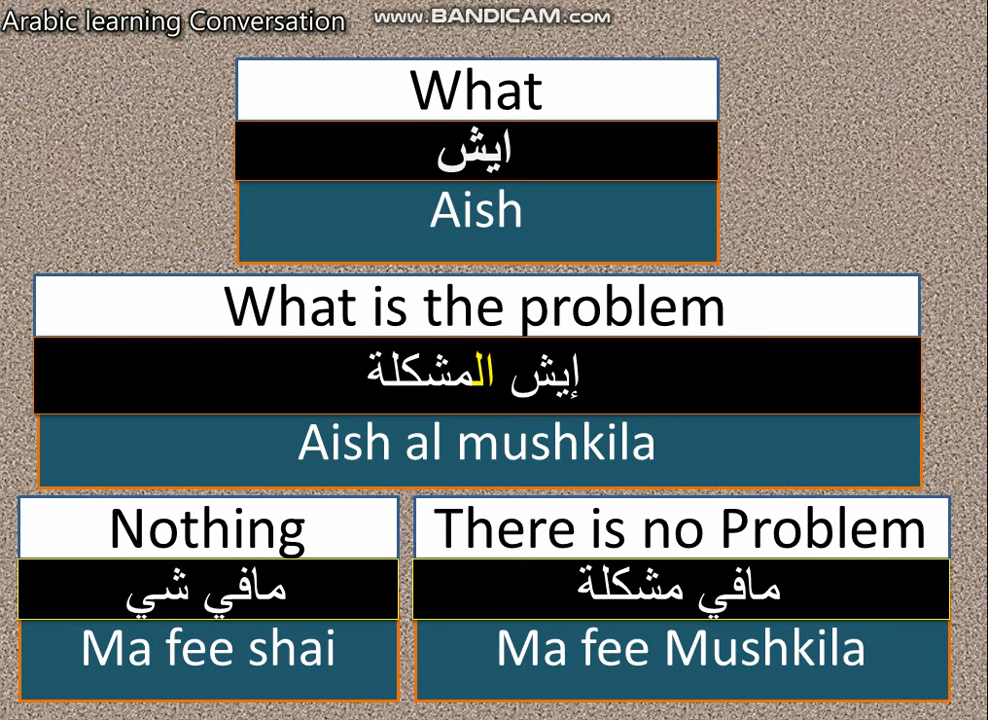 Arabic learning Conversation
www.BANDICAM.com
What
ايش
Aish
What is the problem
إيش المشكلة
Aish al mushkila
Nothing
مافي شي
Ma fee shai
There is no Problem
مافي مشكلة
Ma fee Mushkila